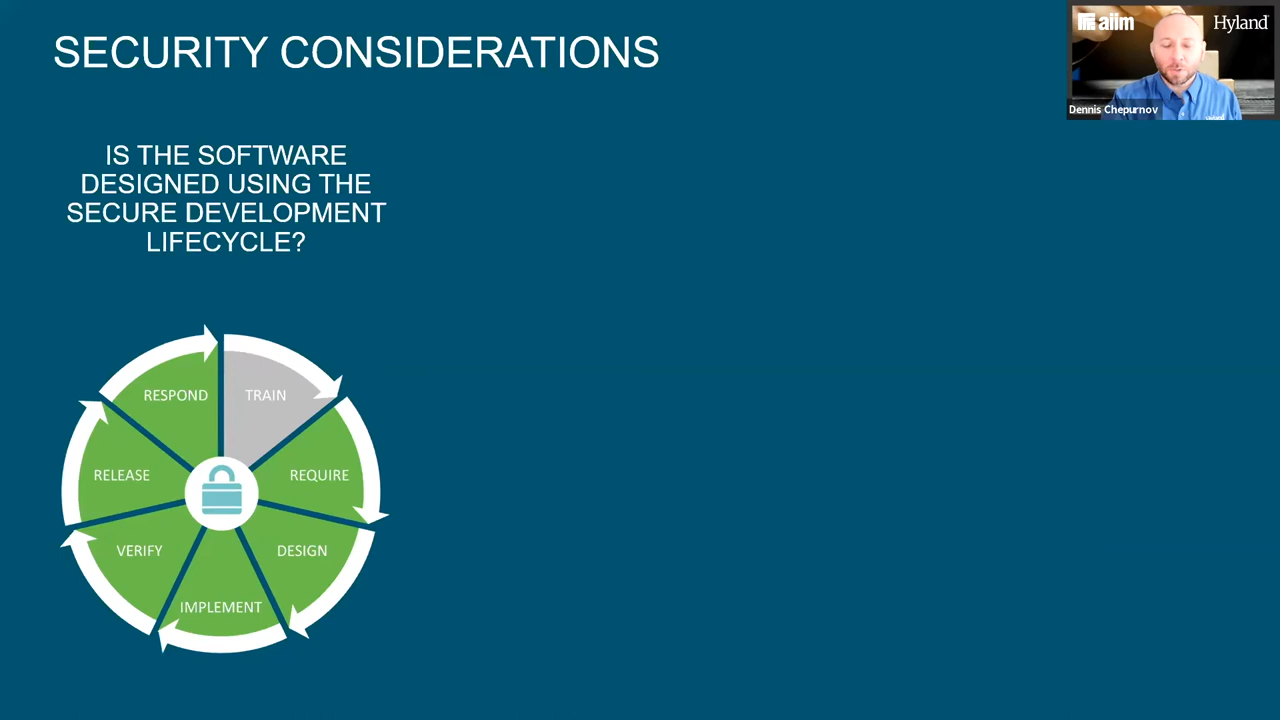 SECURITY CONSIDERATIONS
aiim
Hyland
Dennis Chepurnov
IS THE SOFTWARE
DESIGNED USING THE
SECURE DEVELOPMENT
LIFECYCLE?
RESPOND
TRAIN
RELEASE
REQUIRE
VERIFY
DESIGN
IMPLEMENT